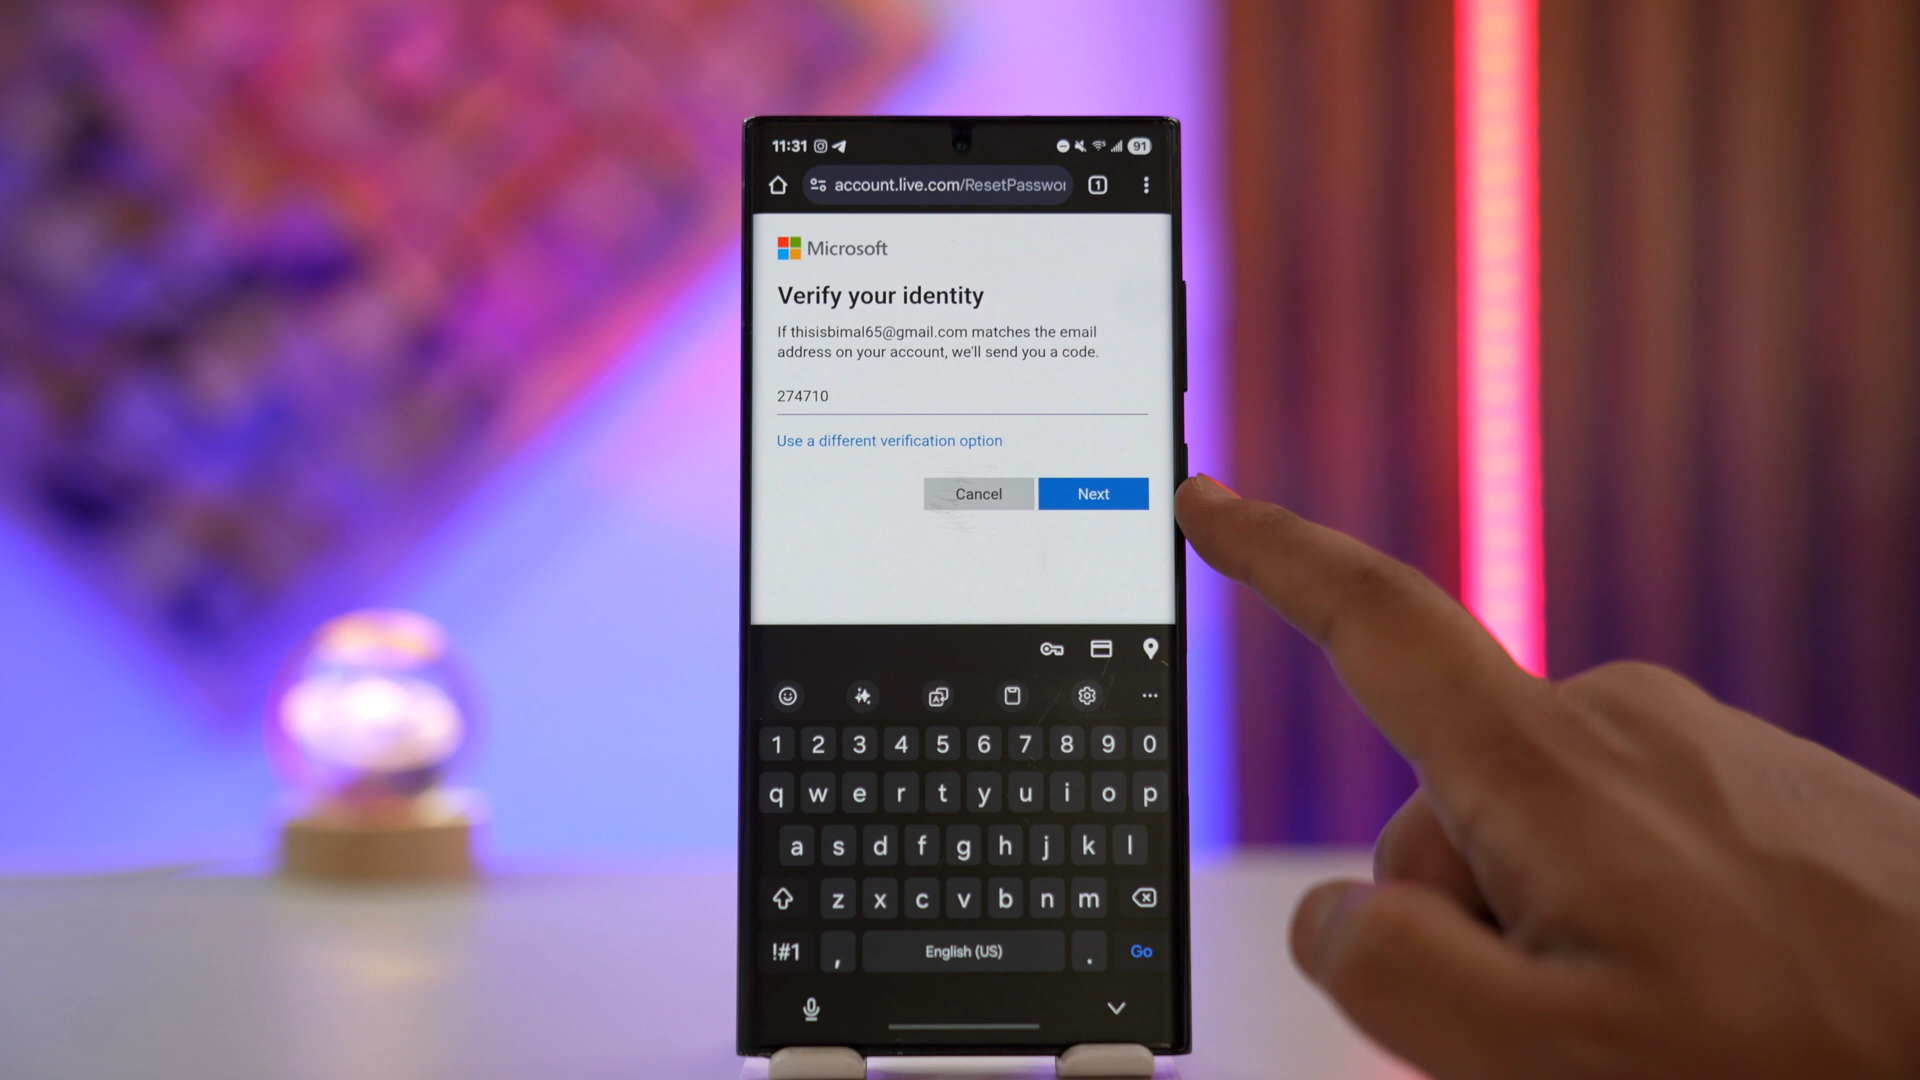 11:31 91
account.live.com/ResetPasswor
1
Microsoft
Verify your identity
If thisisbimal65@gmail.com matches the email
address on your account, we'll send you a code.
274710
Use a different verification option
Cancel Next
1 2 3 4 5 6 7 8 9 0
q w e r t y u i o p
a s d f g h j k l
z x c v b n m
!#1 , English (US) . Go